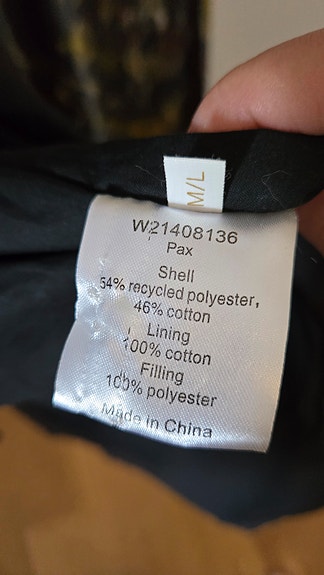 M/L
W21408136
Pax
Shell
54% recycled polyester,
46% cotton
Lining
100% cotton
Filling
100% polyester
Made in China